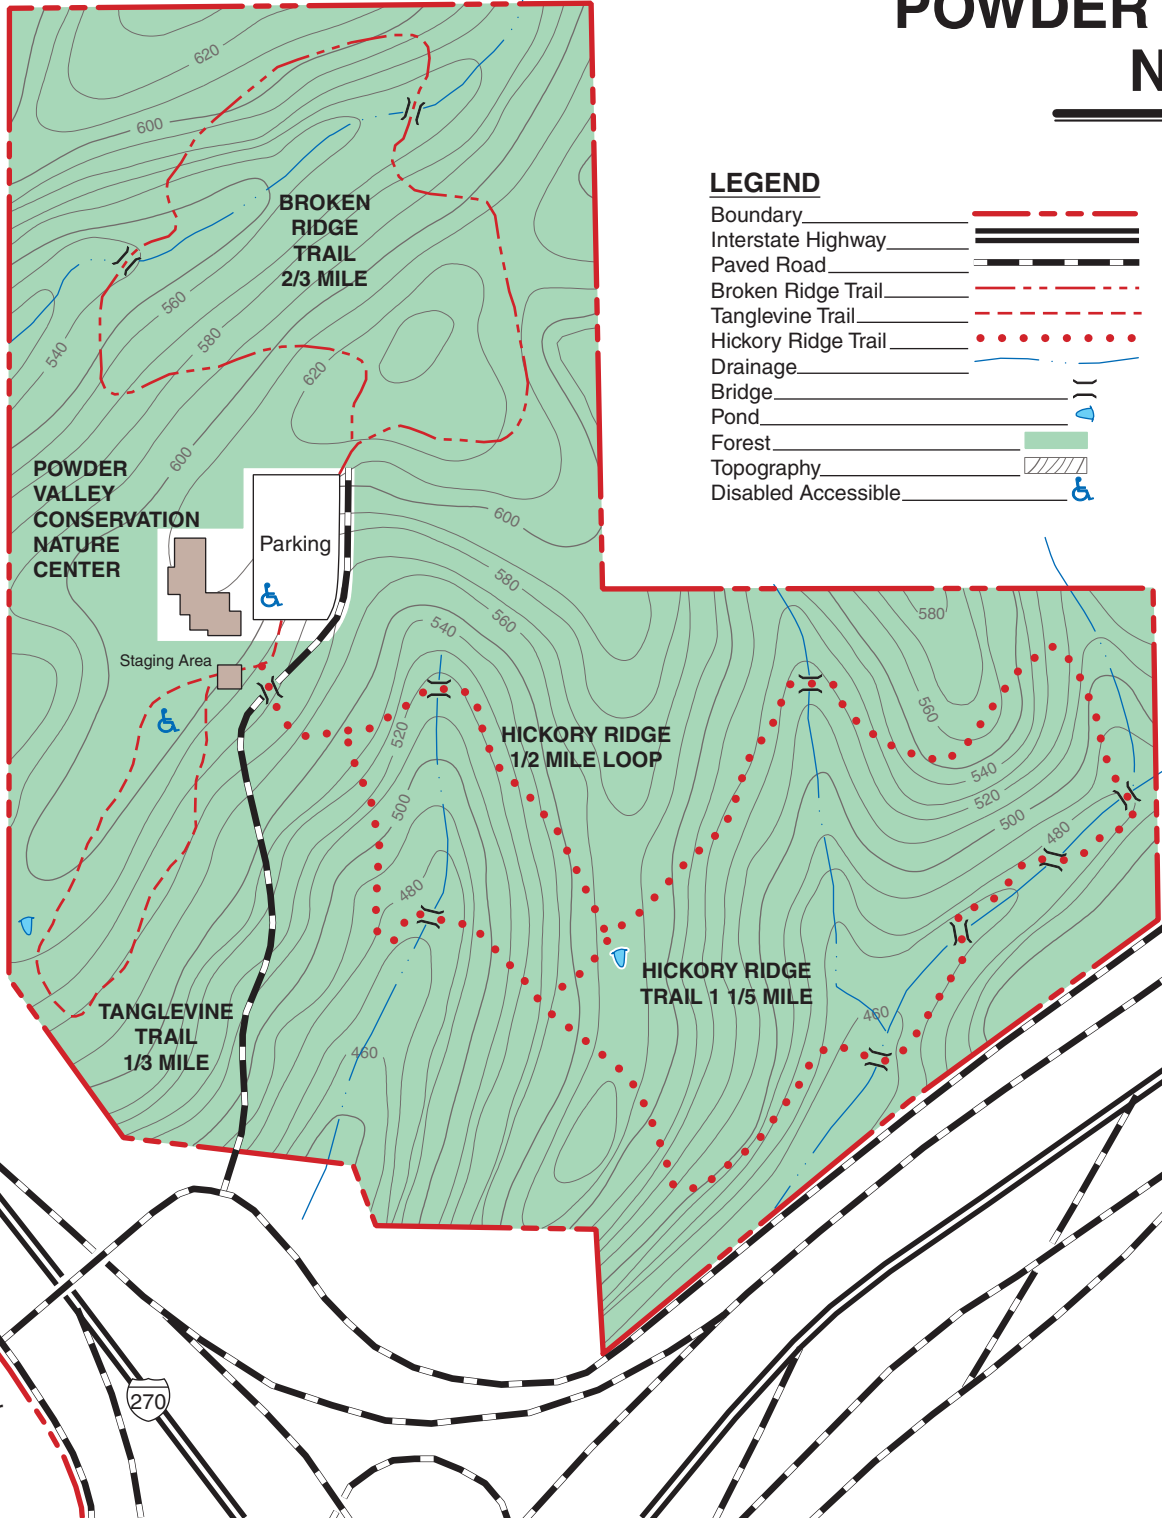 POWDER
N
LEGEND
Boundary
Interstate Highway
Paved Road
Broken Ridge Trail
Tanglevine Trail
Hickory Ridge Trail
Drainage
Bridge
Pond
Forest
Topography
Disabled Accessible
620
600
BROKEN
RIDGE
TRAIL
2/3 MILE
560
580
540
620
600
POWDER
VALLEY
CONSERVATION
NATURE
CENTER
Parking
600
580
560
540
580
Staging Area
560
520
HICKORY RIDGE
1/2 MILE LOOP
540
520
500
500
480
480
HICKORY RIDGE
TRAIL 1 1/5 MILE
460
TANGLEVINE
TRAIL
1/3 MILE
460
270